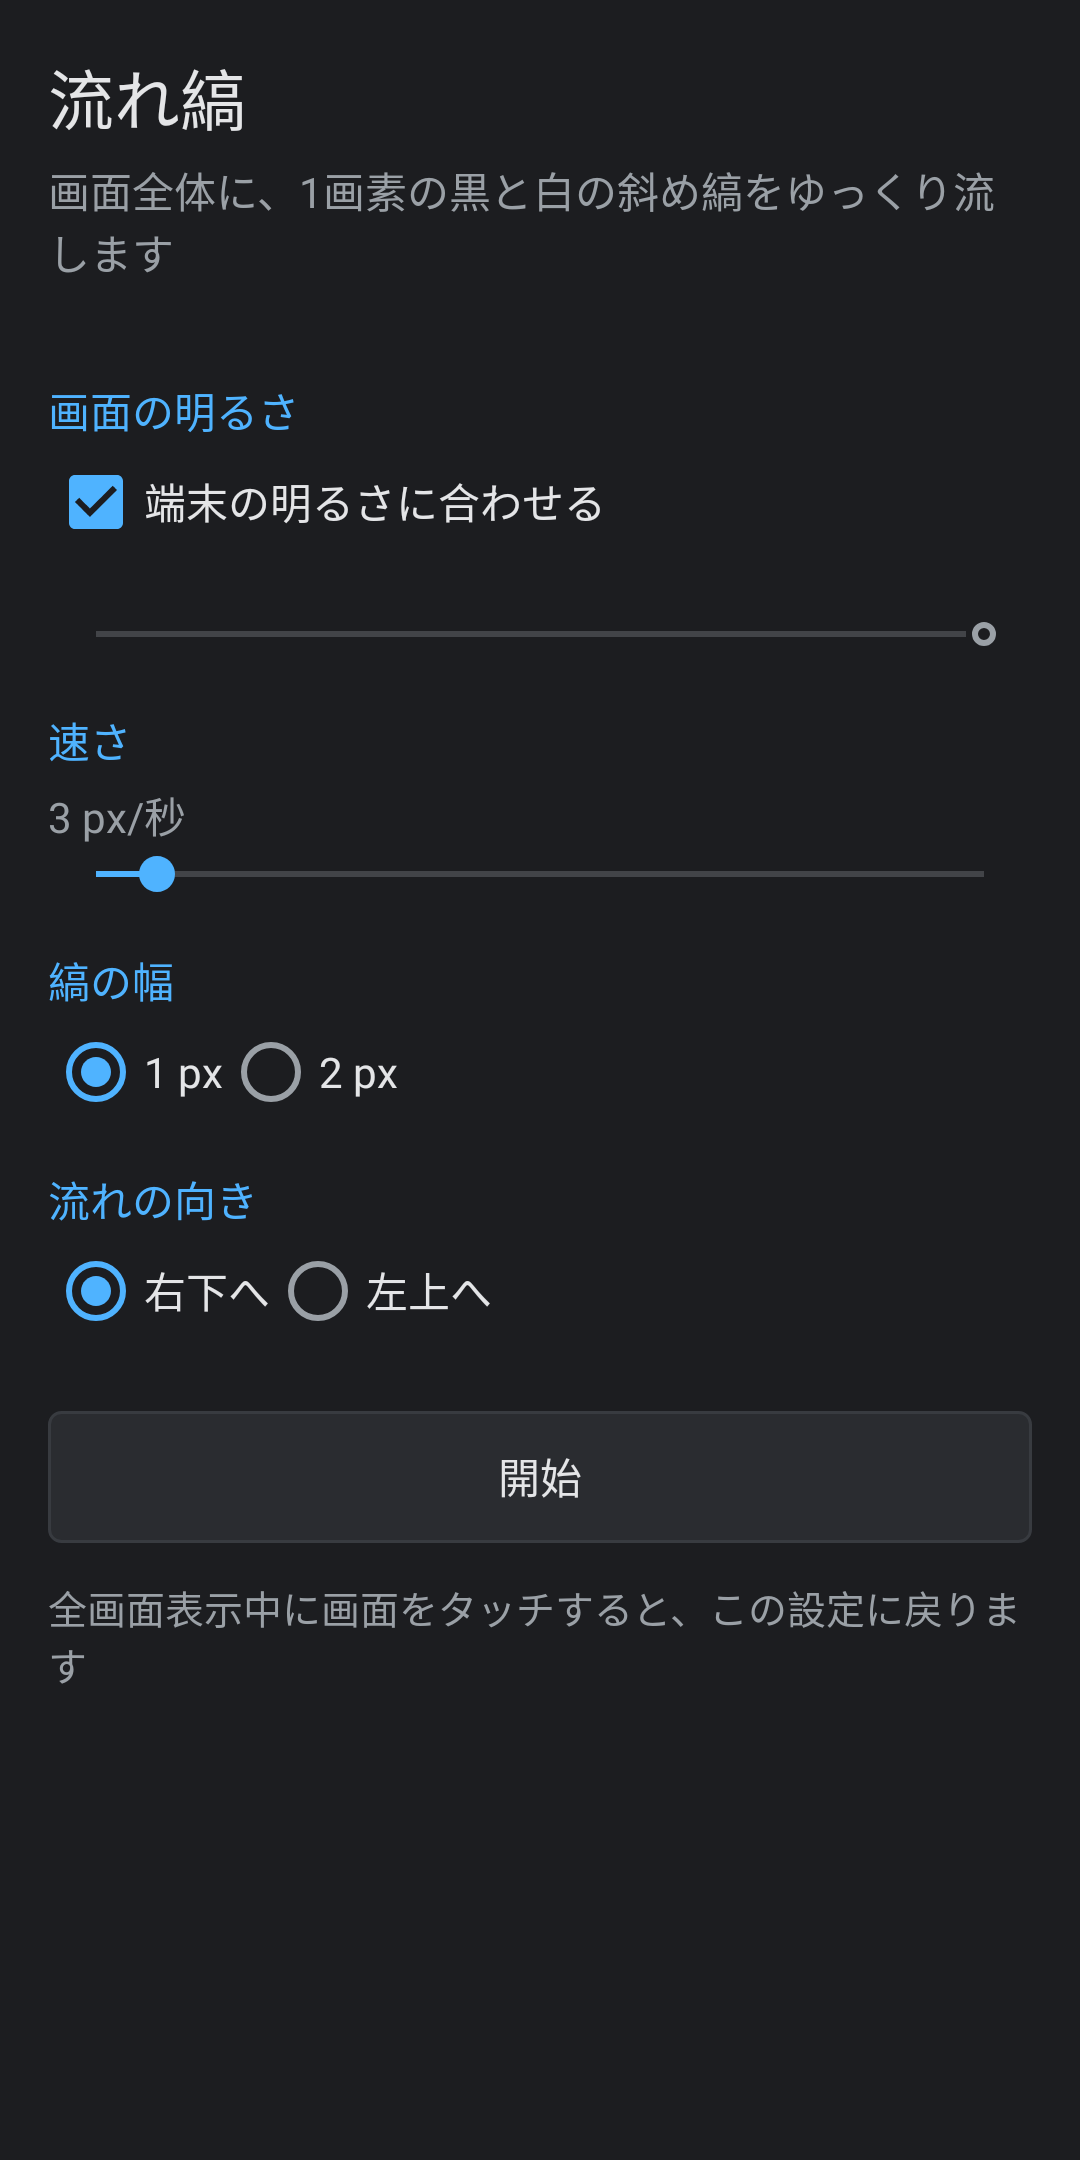 流れ縞
画面全体に、1画素の黒と白の斜め縞をゆっくり流
します
画面の明るさ
端末の明るさに合わせる
速さ
3 px/秒
縞の幅
1 px 2 px
流れの向き
右下へ 左上へ
開始
全画面表示中に画面をタッチすると、この設定に戻りま
す